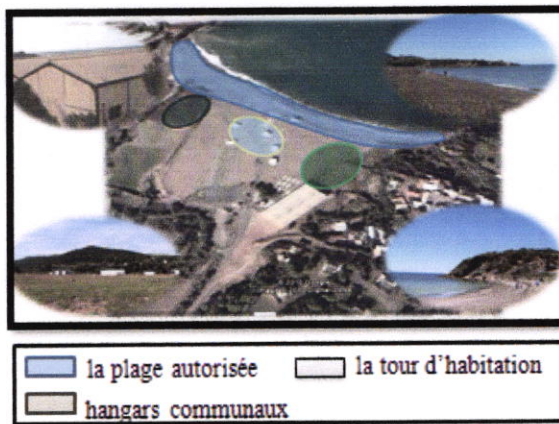 la plage autorisée
la tour d'habitation
hangars communaux